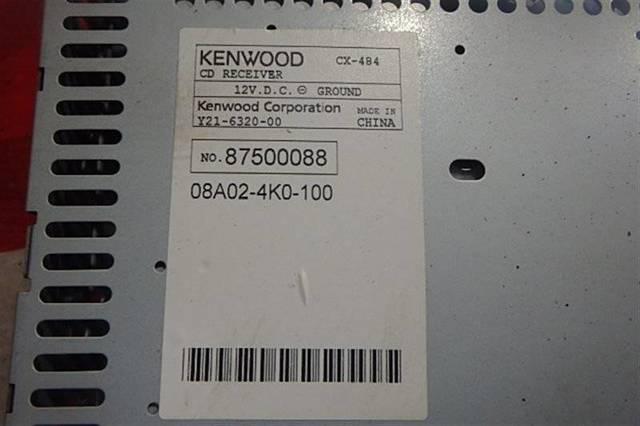 KENWOOD CX-484
CD RECEIVER
12V.D.C. ⊖ GROUND
Kenwood Corporation MADE IN
Y21-6320-00 CHINA
NO. 87500088
08A02-4K0-100